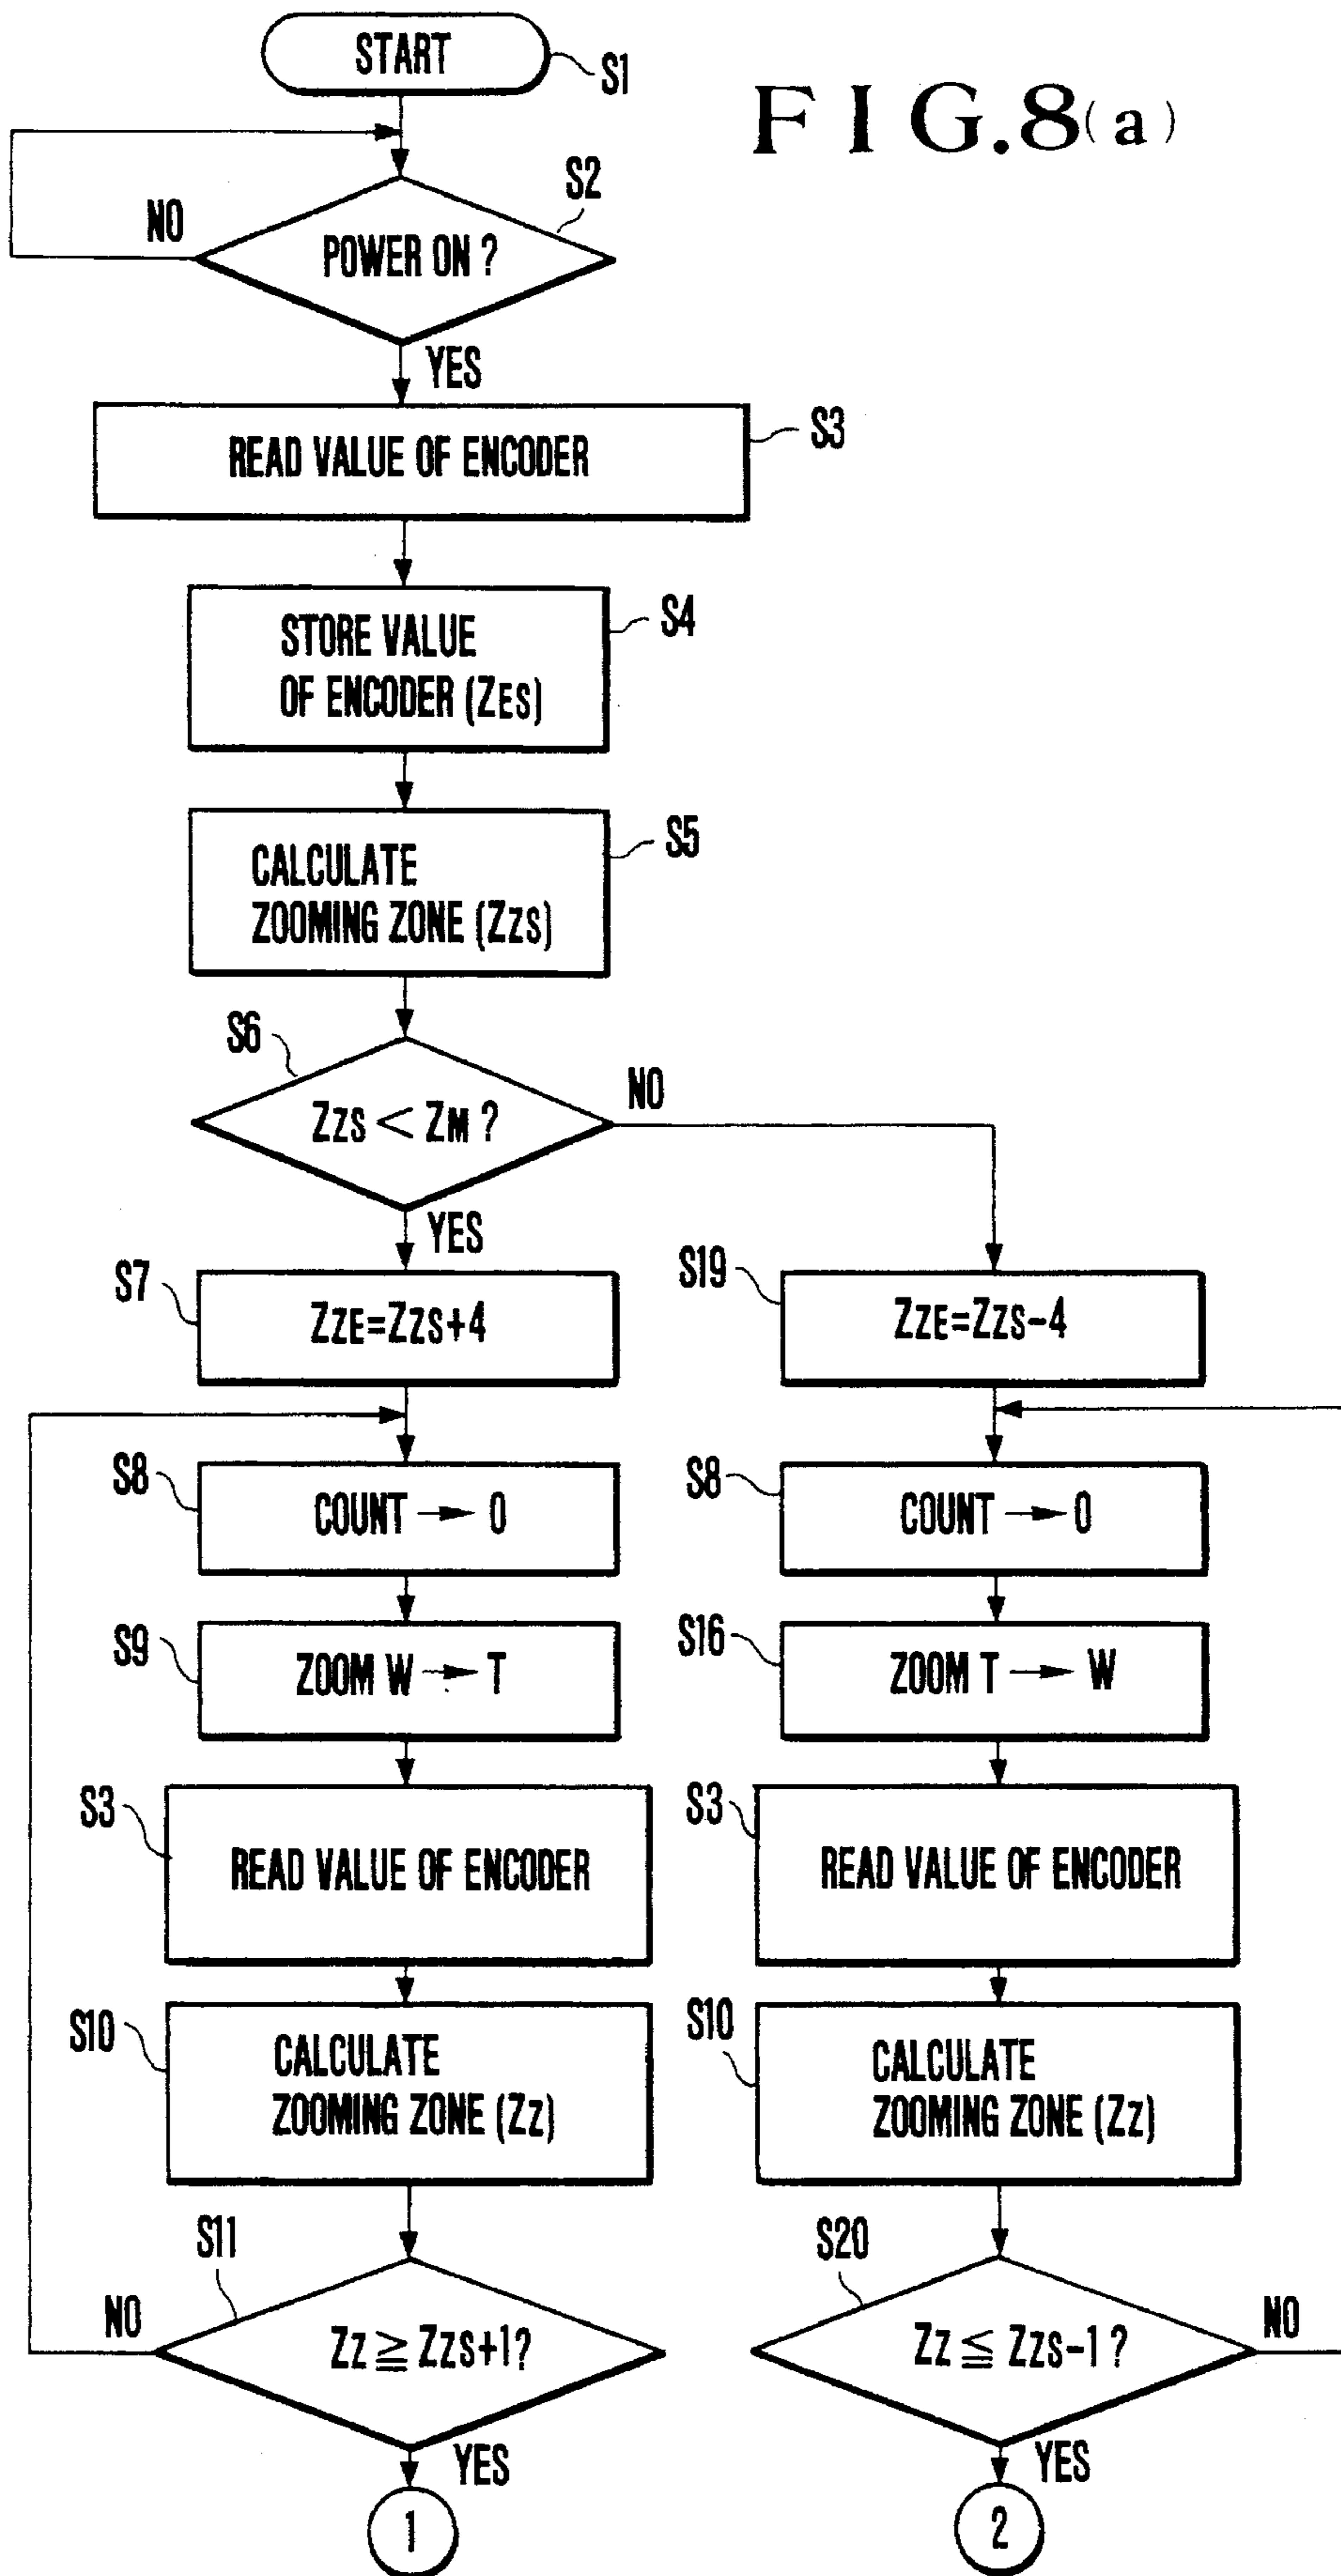 START
S1
FIG.8(a)
S2
NO
POWER ON ?
YES
S3
READ VALUE OF ENCODER
S4
STORE VALUE
OF ENCODER (ZES)
S5
CALCULATE
ZOOMING ZONE (ZZS)
S6
ZZS < ZM ?
NO
YES
S7
ZZE=ZZS+4
S19
ZZE=ZZS-4
S8
COUNT → 0
S8
COUNT → 0
S9
ZOOM W → T
S16
ZOOM T → W
S3
READ VALUE OF ENCODER
S3
READ VALUE OF ENCODER
S10
CALCULATE
ZOOMING ZONE (ZZ)
S10
CALCULATE
ZOOMING ZONE (ZZ)
S11
NO
ZZ ≧ ZZS+1?
YES
1
S20
ZZ ≦ ZZS-1 ?
NO
YES
2